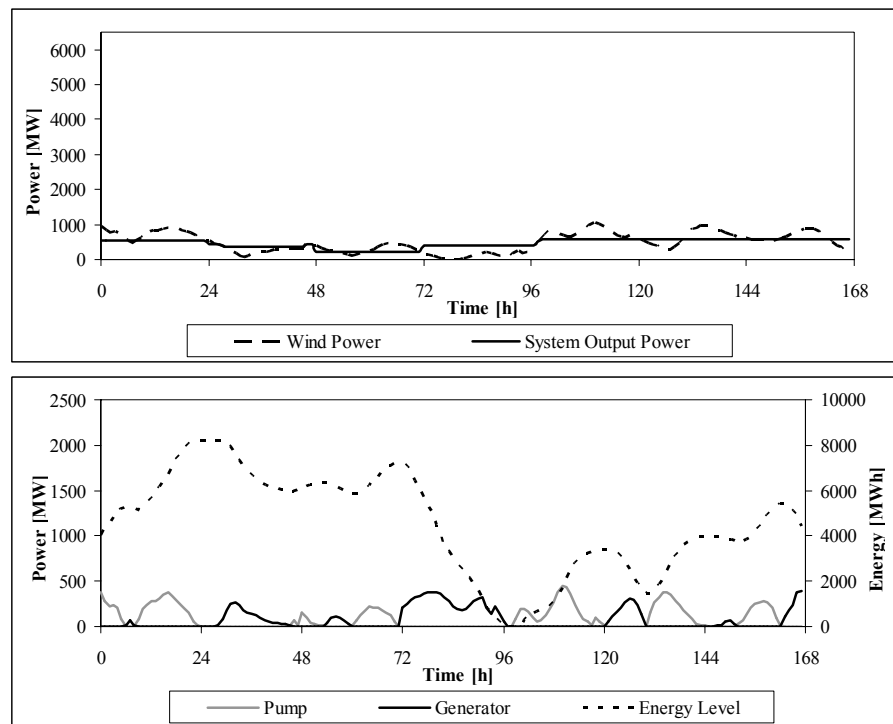 6000
5000
4000
3000
2000
1000
0
Power [MW]
0 24 48 72 96 120 144 168
Time [h]
Wind Power System Output Power
2500 10000
2000 8000
1500 6000
1000 4000
500 2000
0 0
Power [MW]
Energy [MWh]
0 24 48 72 96 120 144 168
Time [h]
Pump Generator Energy Level